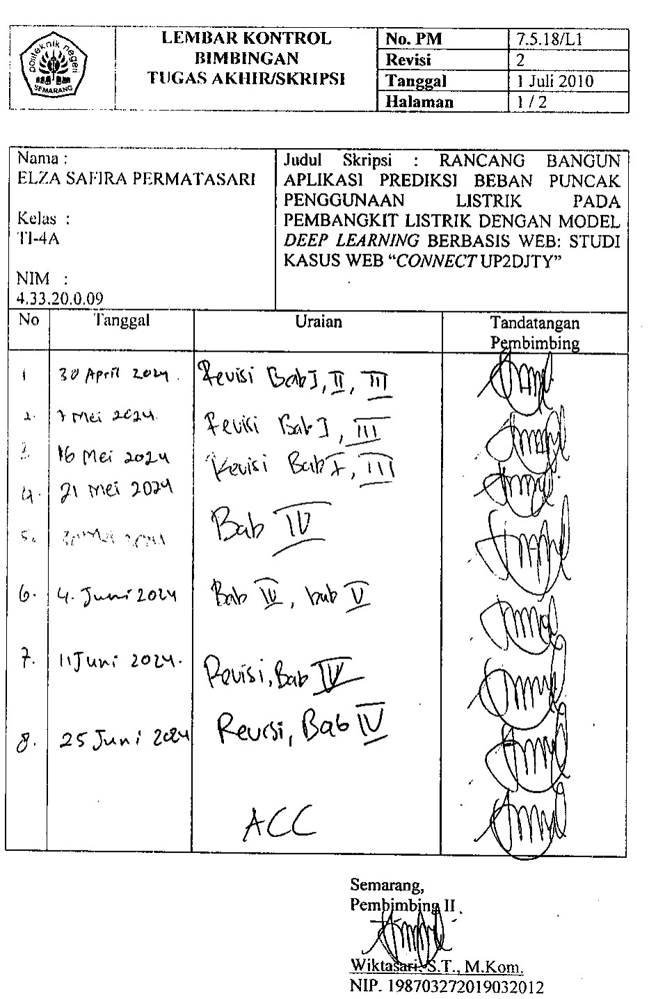 politeknik negeri
SEMARANG
LEMBAR KONTROL
BIMBINGAN
TUGAS AKHIR/SKRIPSI
No. PM 7.5.18/L1
Revisi 2
Tanggal 1 Juli 2010
Halaman 1 / 2
Nama :
ELZA SAFIRA PERMATASARI
Kelas :
TI-4A
NIM :
4.33.20.0.09
Judul Skripsi : RANCANG BANGUN
APLIKASI PREDIKSI BEBAN PUNCAK
PENGGUNAAN LISTRIK PADA
PEMBANGKIT LISTRIK DENGAN MODEL
DEEP LEARNING BERBASIS WEB: STUDI
KASUS WEB “CONNECT UP2DJTY”
No Tanggal Uraian Tandatangan
Pembimbing
1 30 April 2024. Revisi Bab I, II, III
2. 7 Mei 2024. Revisi Bab I, III
3. 16 Mei 2024 Revisi Bab I, III
4. 21 Mei 2024
Bab IV
5. 30 Mei 2024
6. 4. Juni 2024 Bab IV, bab V
7. 11 Juni 2024. Revisi, Bab IV
8. 25 Juni 2024 Revisi, Bab IV
ACC
Semarang,
Pembimbing II
Wiktasari, S.T., M.Kom.
NIP. 198703272019032012